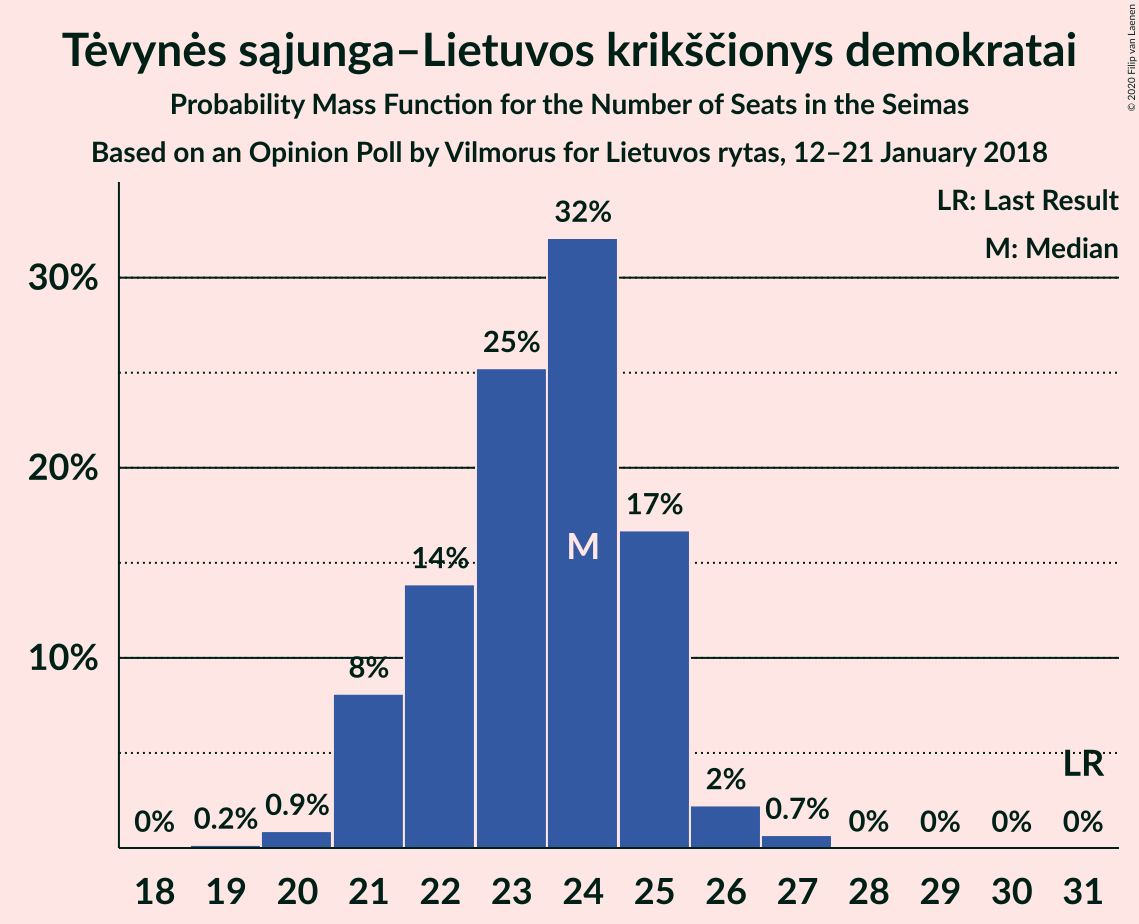 Tėvynės sąjunga–Lietuvos krikščionys demokratai
Probability Mass Function for the Number of Seats in the Seimas
Based on an Opinion Poll by Vilmorus for Lietuvos rytas, 12–21 January 2018
© 2020 Filip van Laenen
LR: Last Result
M: Median
30%
20%
10%
0% 0.2% 0.9% 8% 14% 25% 32% 17% 2% 0.7% 0% 0% 0% 0%
M
LR
18 19 20 21 22 23 24 25 26 27 28 29 30 31